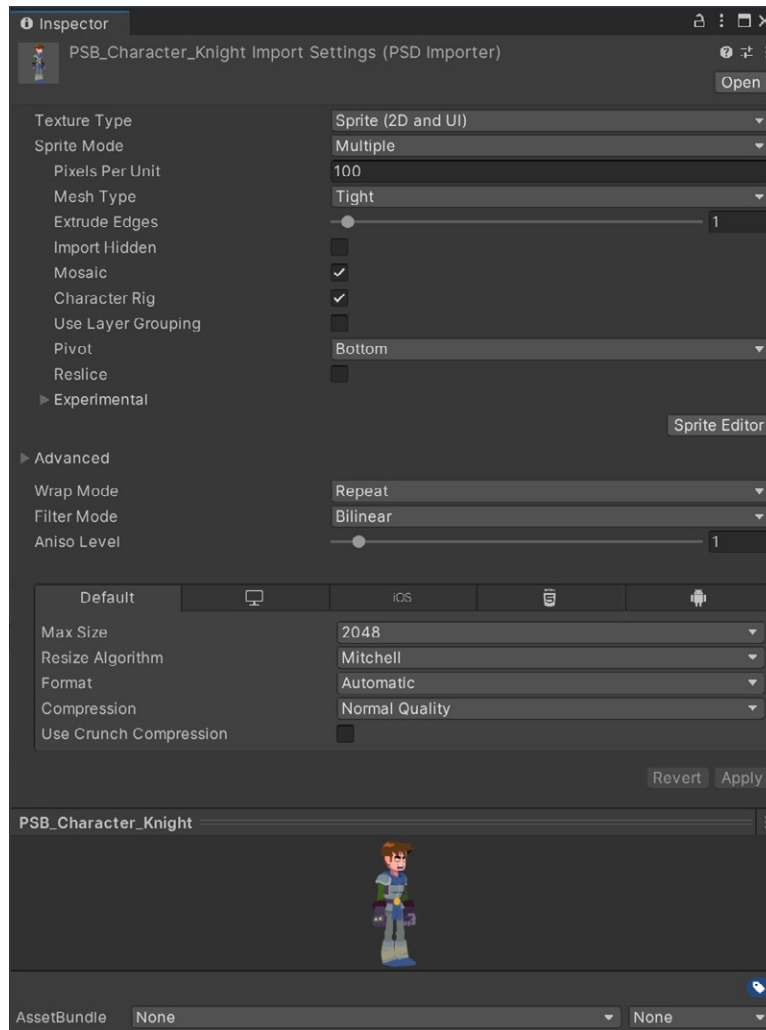 Inspector
PSB_Character_Knight Import Settings (PSD Importer)
Open
Texture Type Sprite (2D and UI)
Sprite Mode Multiple
Pixels Per Unit 100
Mesh Type Tight
Extrude Edges 1
Import Hidden
Mosaic
Character Rig
Use Layer Grouping
Pivot Bottom
Reslice
Experimental
Sprite Editor
Advanced
Wrap Mode Repeat
Filter Mode Bilinear
Aniso Level 1
Default iOS
Max Size 2048
Resize Algorithm Mitchell
Format Automatic
Compression Normal Quality
Use Crunch Compression
Revert Apply
PSB_Character_Knight
AssetBundle None None